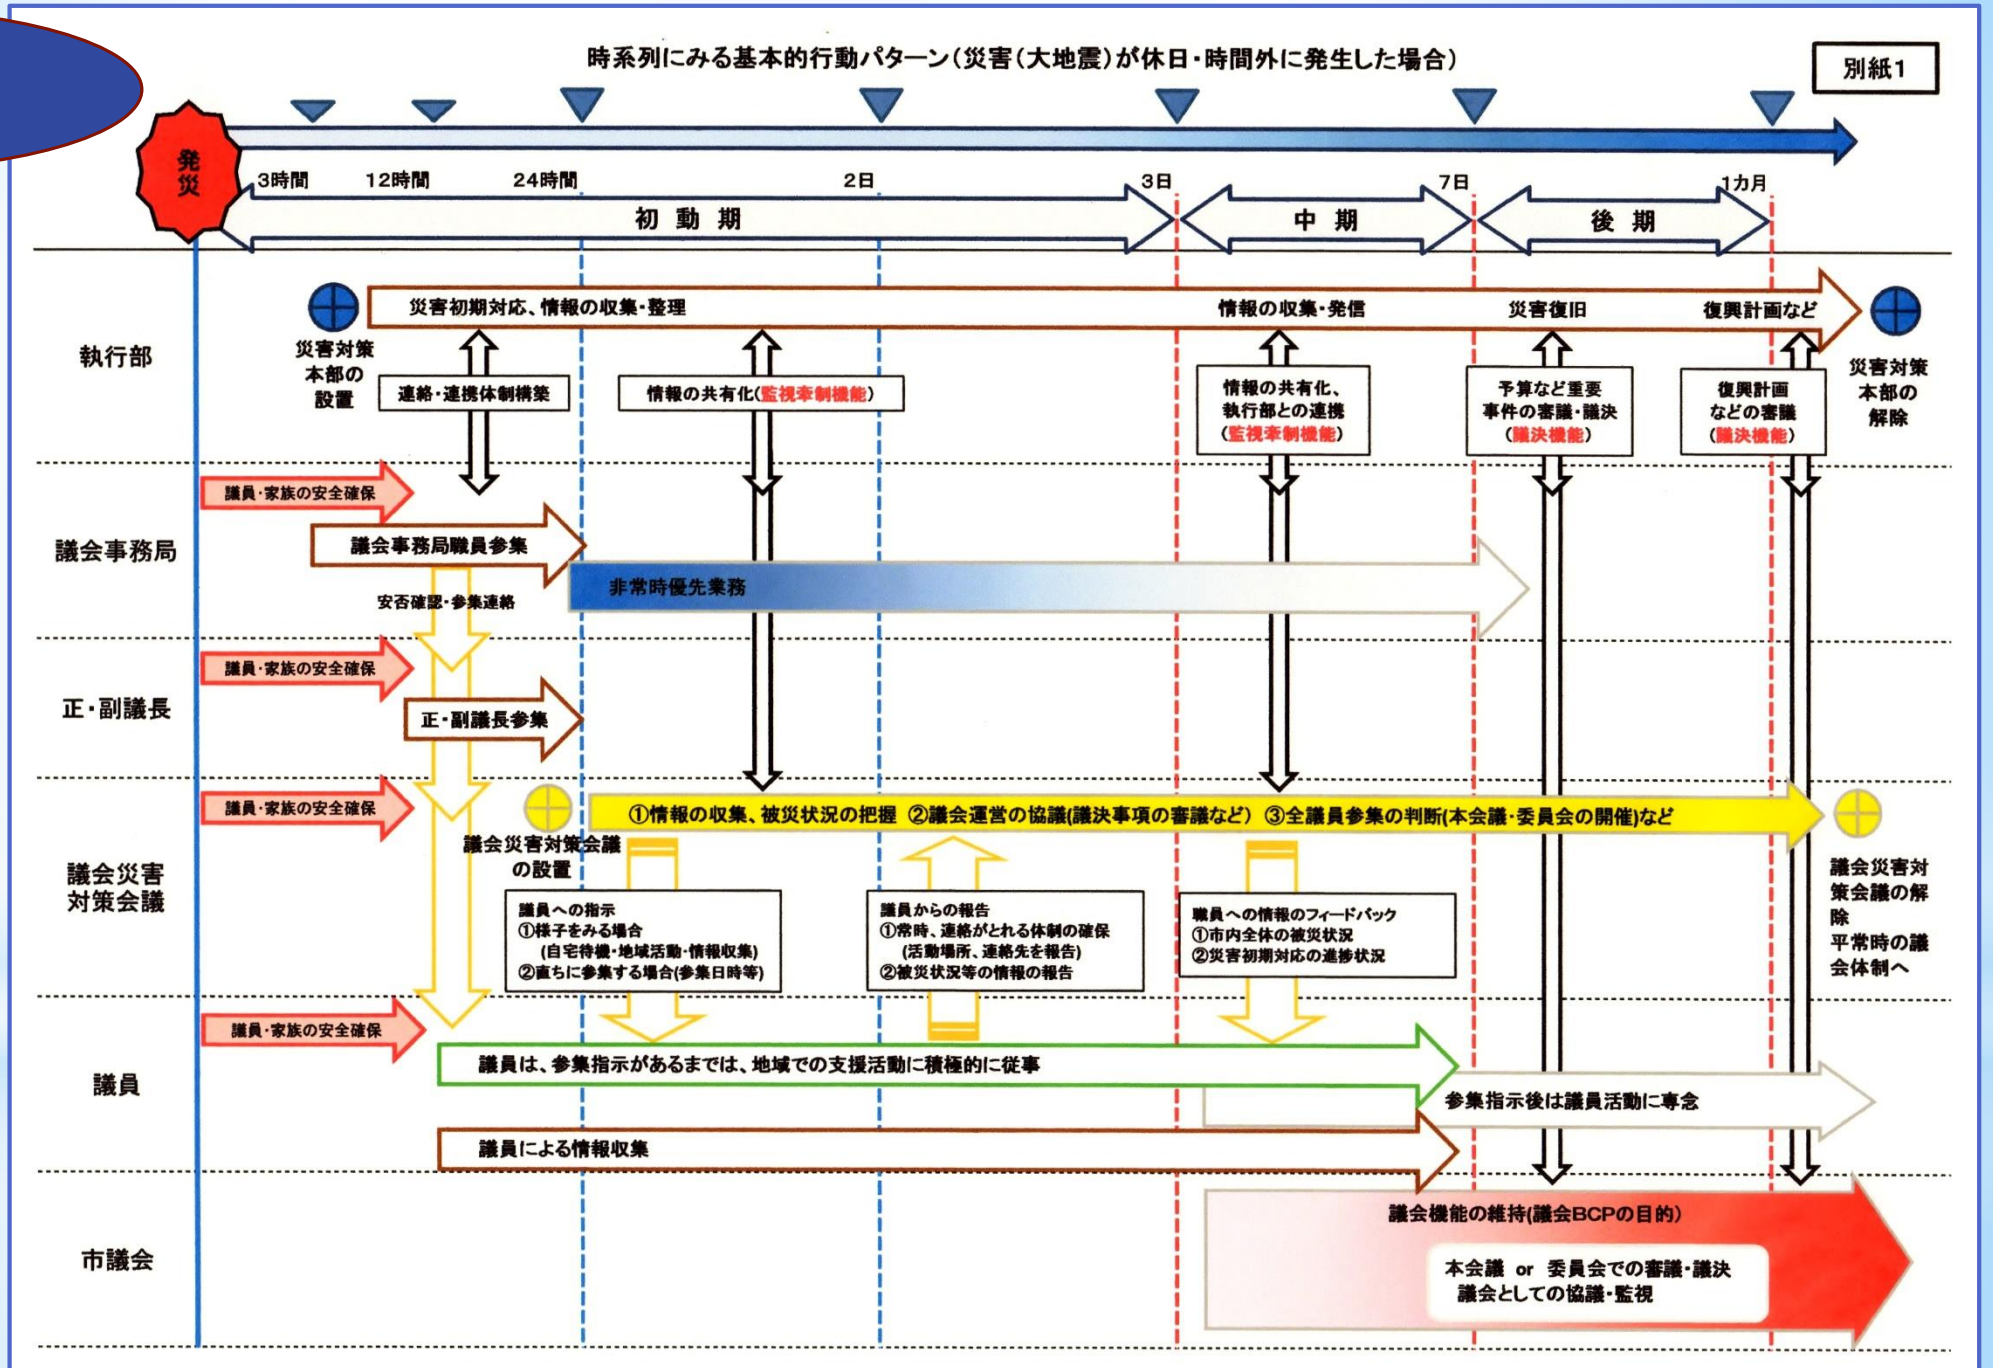 時系列にみる基本的行動パターン(災害(大地震)が休日・時間外に発生した場合)
別紙1
発災
3時間
12時間
24時間
2日
3日
7日
1カ月
初動期
中期
後期
執行部
災害対策
本部の
設置
災害初期対応、情報の収集・整理
情報の収集・発信
災害復旧
復興計画など
災害対策
本部の
解除
連絡・連携体制構築
情報の共有化(監視牽制機能)
情報の共有化、
執行部との連携
(監視牽制機能)
予算など重要
事件の審議・議決
(議決機能)
復興計画
などの審議
(議決機能)
議会事務局
議員・家族の安全確保
議会事務局職員参集
安否確認・参集連絡
非常時優先業務
正・副議長
議員・家族の安全確保
正・副議長参集
議会災害
対策会議
議員・家族の安全確保
議会災害対策会議
の設置
①情報の収集、被災状況の把握 ②議会運営の協議(議決事項の審議など) ③全議員参集の判断(本会議・委員会の開催)など
議員への指示
①様子をみる場合
(自宅待機・地域活動・情報収集)
②直ちに参集する場合(参集日時等)
議員からの報告
①常時、連絡がとれる体制の確保
(活動場所、連絡先を報告)
②被災状況等の情報の報告
職員への情報のフィードバック
①市内全体の被災状況
②災害初期対応の進捗状況
議会災害対
策会議の解
除
平常時の議
会体制へ
議員
議員・家族の安全確保
議員は、参集指示があるまでは、地域での支援活動に積極的に従事
参集指示後は議員活動に専念
議員による情報収集
市議会
議会機能の維持(議会BCPの目的)
本会議 or 委員会での審議・議決
議会としての協議・監視